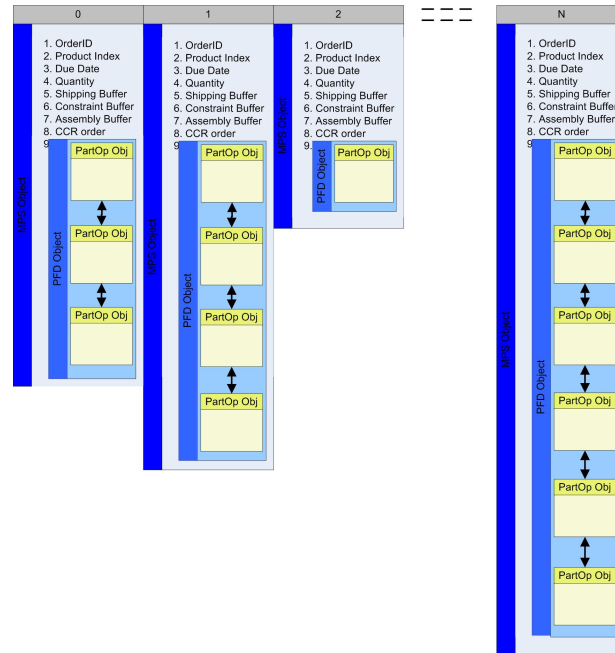 0
1. OrderID
2. Product Index
3. Due Date
4. Quantity
5. Shipping Buffer
6. Constraint Buffer
7. Assembly Buffer
8. CCR order
9
MPS Object
PFD Object
PartOp Obj
PartOp Obj
PartOp Obj
1
1. OrderID
2. Product Index
3. Due Date
4. Quantity
5. Shipping Buffer
6. Constraint Buffer
7. Assembly Buffer
8. CCR order
9
MPS Object
PFD Object
PartOp Obj
PartOp Obj
PartOp Obj
PartOp Obj
2
1. OrderID
2. Product Index
3. Due Date
4. Quantity
5. Shipping Buffer
6. Constraint Buffer
7. Assembly Buffer
8. CCR order
9.
MPS Object
PFD Object
PartOp Obj
N
1. OrderID
2. Product Index
3. Due Date
4. Quantity
5. Shipping Buffer
6. Constraint Buffe
7. Assembly Buffer
8. CCR order
9
MPS Object
PFD Object
PartOp Obj
PartOp Obj
PartOp Obj
PartOp Obj
PartOp Obj
PartOp Obj